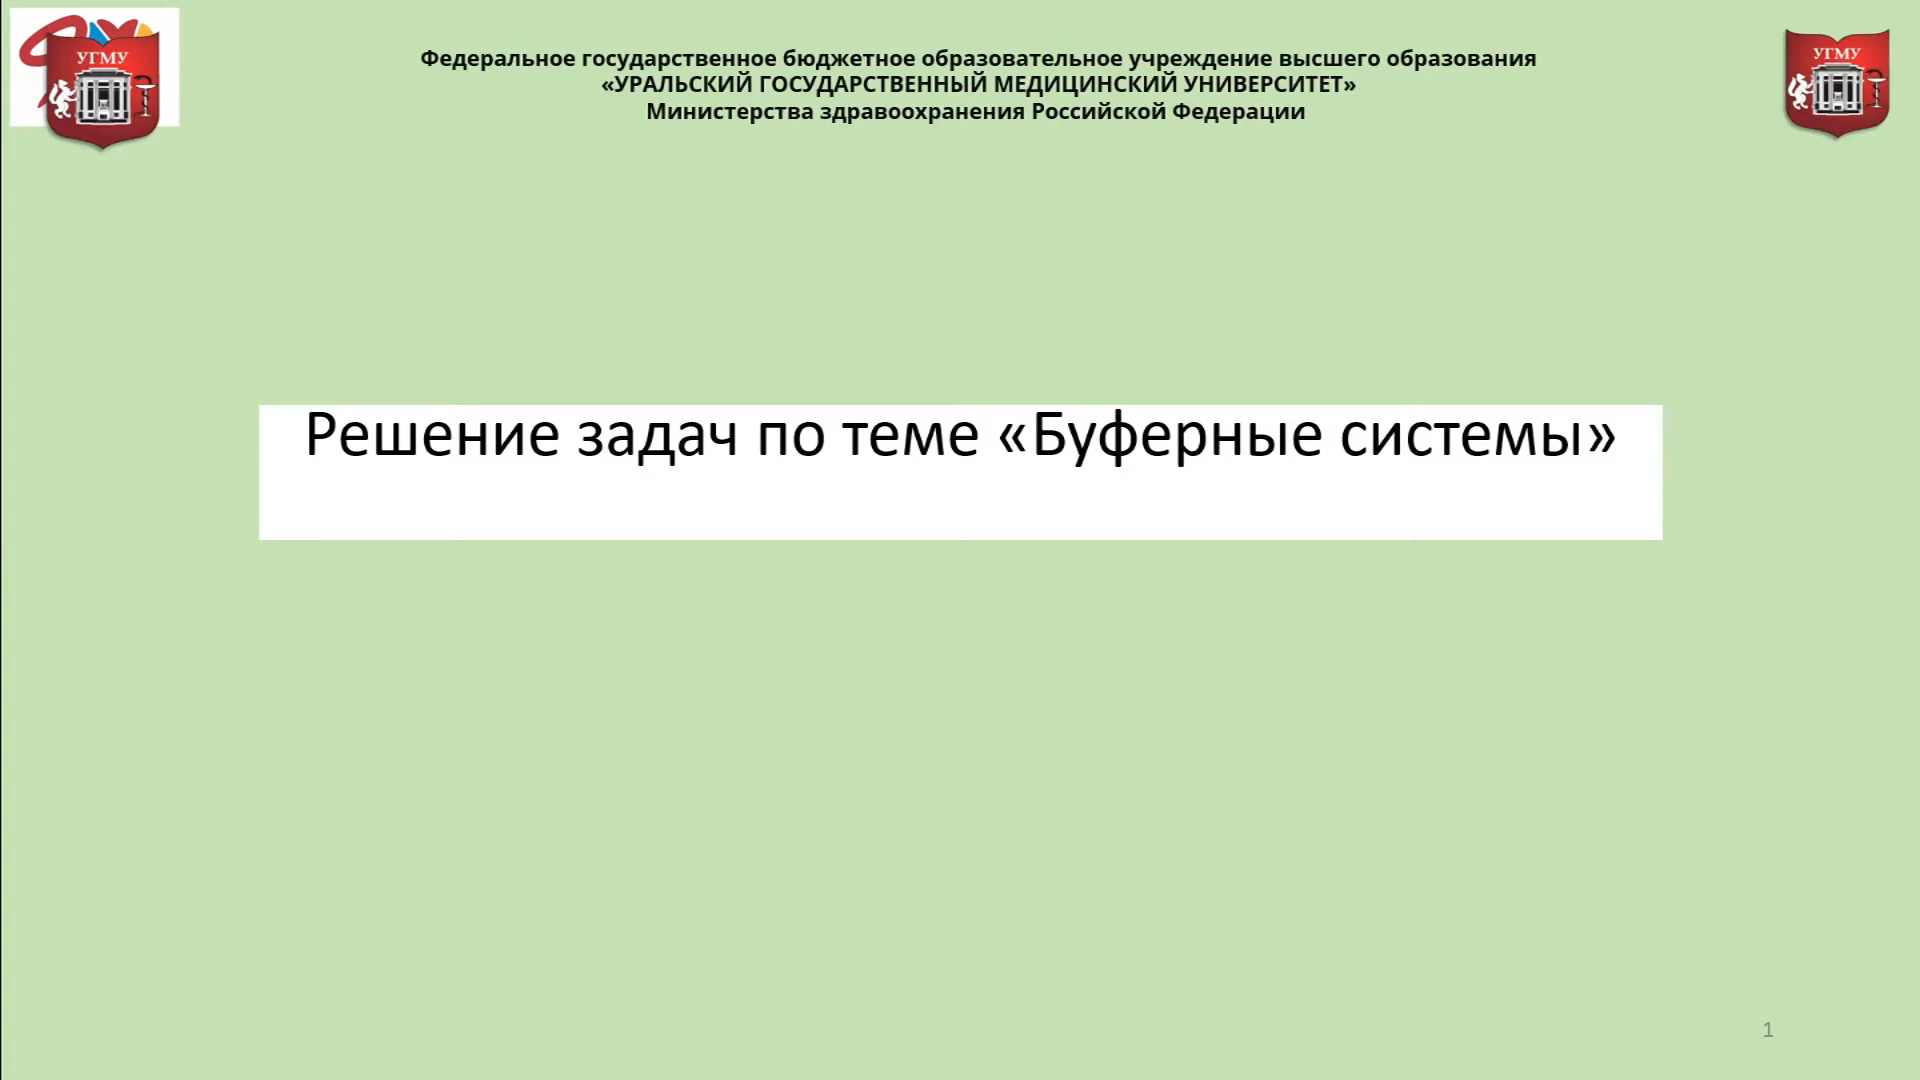 УГМУ
Федеральное государственное бюджетное образовательное учреждение высшего образования
«УРАЛЬСКИЙ ГОСУДАРСТВЕННЫЙ МЕДИЦИНСКИЙ УНИВЕРСИТЕТ»
Министерства здравоохранения Российской Федерации
УГМУ
Решение задач по теме «Буферные системы»
1